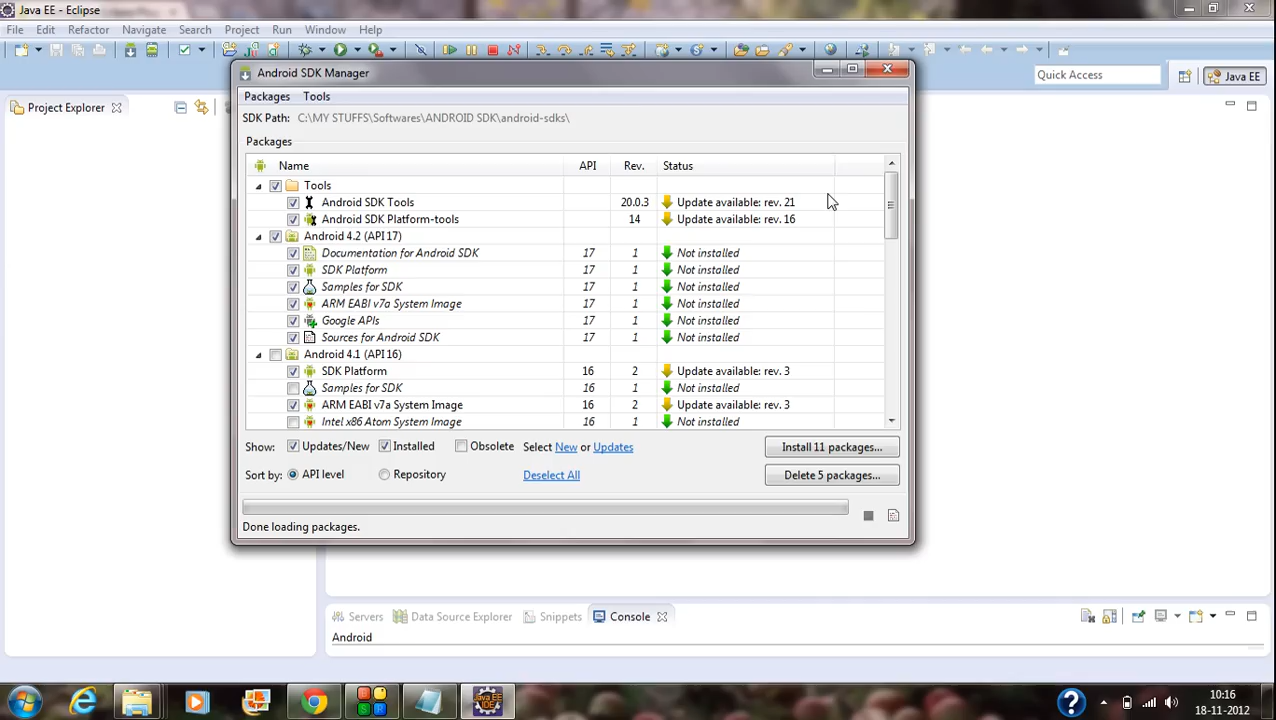 Java EE - Eclipse
File Edit Refactor Navigate Search Project Run Window Help
Quick Access
Java EE
Project Explorer
Android SDK Manager
Packages Tools
SDK Path: C:\MY STUFFS\Softwares\ANDROID SDK\android-sdks\
Packages
Name API Rev. Status
Tools
Android SDK Tools 20.0.3 Update available: rev. 21
Android SDK Platform-tools 14 Update available: rev. 16
Android 4.2 (API 17)
Documentation for Android SDK 17 1 Not installed
SDK Platform 17 1 Not installed
Samples for SDK 17 1 Not installed
ARM EABI v7a System Image 17 1 Not installed
Google APIs 17 1 Not installed
Sources for Android SDK 17 1 Not installed
Android 4.1 (API 16)
SDK Platform 16 2 Update available: rev. 3
Samples for SDK 16 1 Not installed
ARM EABI v7a System Image 16 2 Update available: rev. 3
Intel x86 Atom System Image 16 1 Not installed
Show: Updates/New Installed Obsolete Select New or Updates Install 11 packages...
Sort by: API level Repository Deselect All Delete 5 packages...
Done loading packages.
Servers Data Source Explorer Snippets Console
Android
10:16
18-11-2012